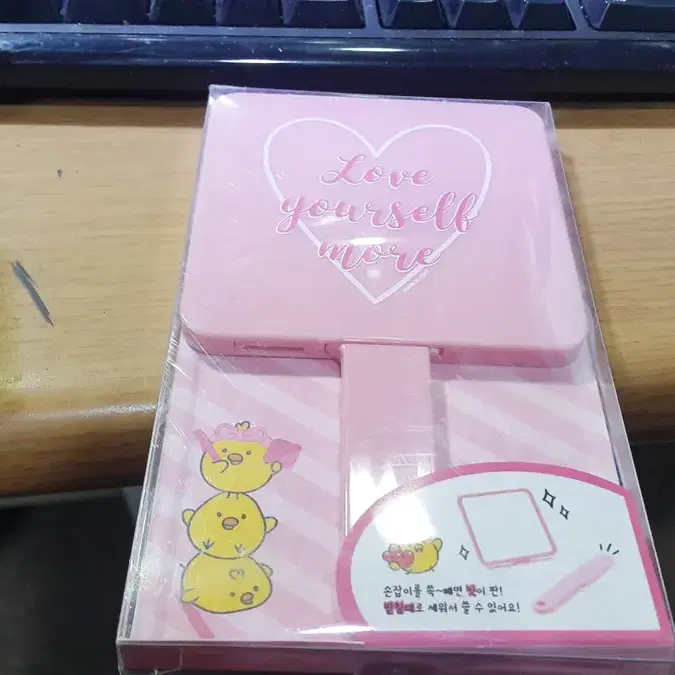 Love
yourself
more
손잡이를 쏙~빼면 빗이 짠!
받침대로 세워서 쓸 수 있어요!